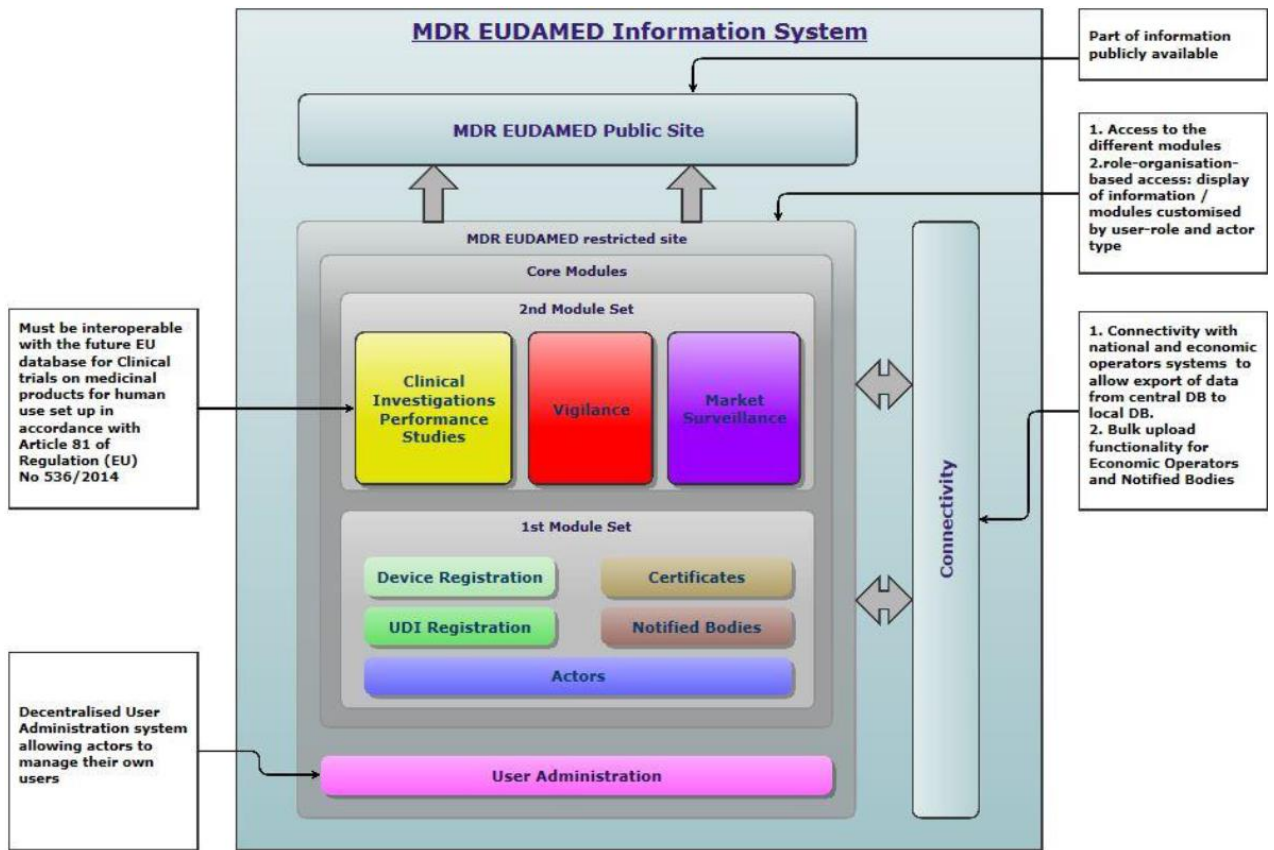 MDR EUDAMED Information System
Part of information
publicly available
MDR EUDAMED Public Site
1. Access to the
different modules
2.role-organisation-
based access: display
of information /
modules customised
by user-role and actor
type
MDR EUDAMED restricted site
Core Modules
2nd Module Set
Must be interoperable
with the future EU
database for Clinical
trials on medicinal
products for human
use set up in
accordance with
Article 81 of
Regulation (EU)
No 536/2014
Clinical
Investigations
Performance
Studies
Vigilance
Market
Surveillance
1. Connectivity with
national and economic
operators systems to
allow export of data
from central DB to
local DB.
2. Bulk upload
functionality for
Economic Operators
and Notified Bodies
Connectivity
1st Module Set
Device Registration
Certificates
UDI Registration
Notified Bodies
Actors
Decentralised User
Administration system
allowing actors to
manage their own
users
User Administration